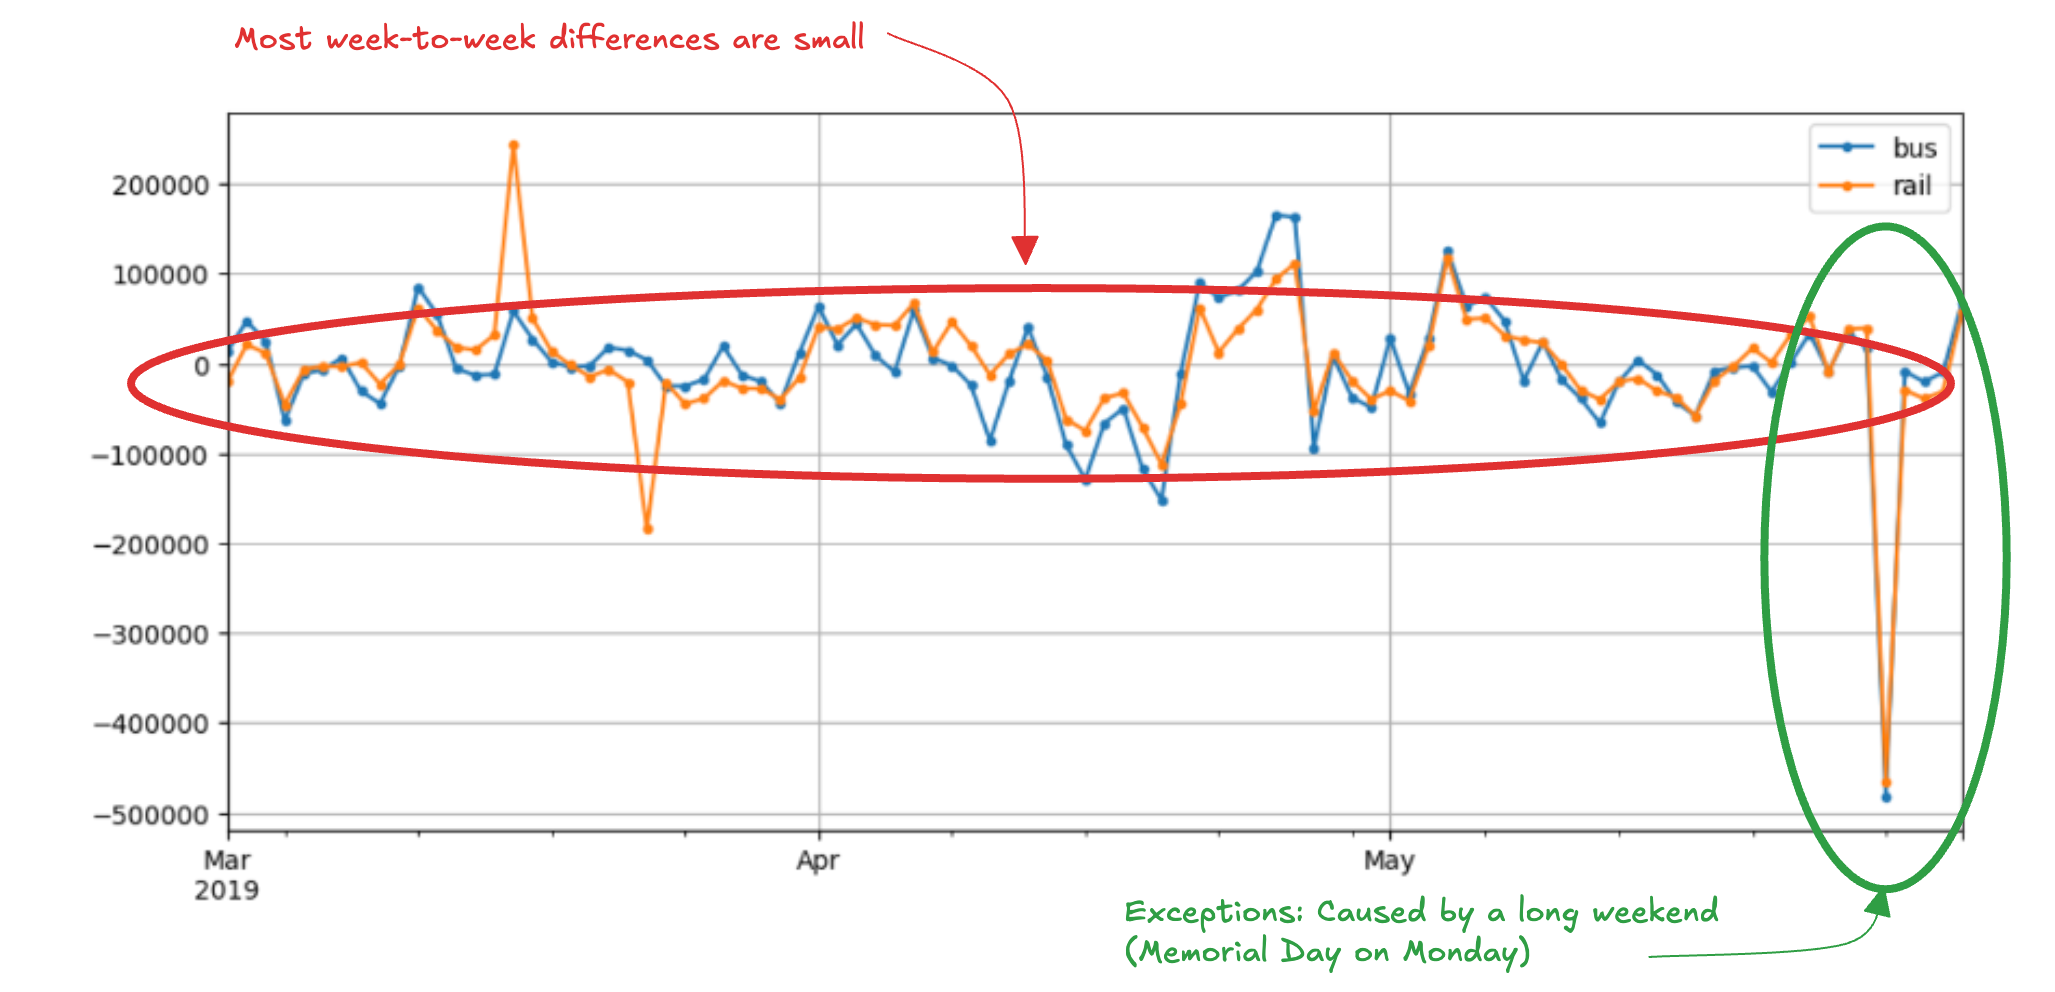 Most week-to-week differences are small
bus
rail
200000
100000
0
−100000
−200000
−300000
−400000
−500000
Mar
2019
Apr
May
Exceptions: Caused by a long weekend
(Memorial Day on Monday)